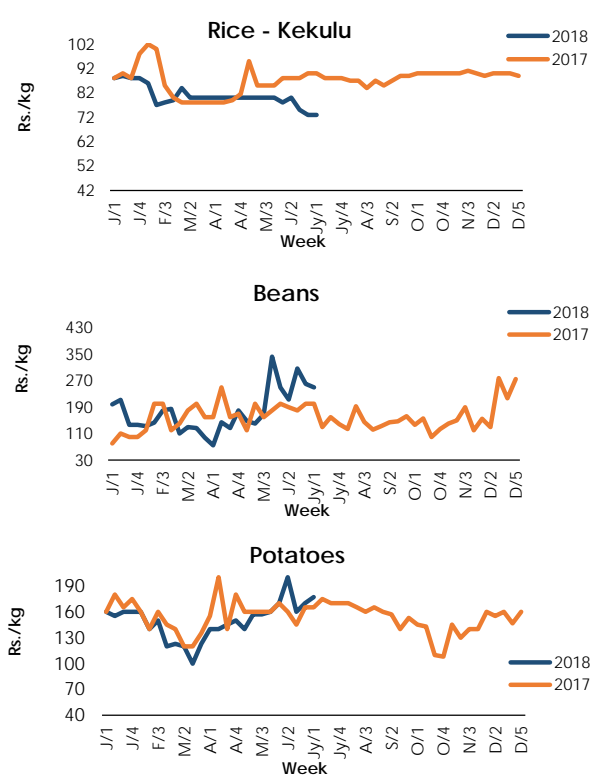 Rice - Kekulu
2018
2017
Rs./kg
102
92
82
72
62
52
42
J/1
J/4
F/3
M/2
A/1
A/4
M/3
J/2
Jy/1
Jy/4
A/3
S/2
O/1
O/4
N/3
D/2
D/5
Week
Beans
2018
2017
Rs./kg
430
350
270
190
110
30
J/1
J/4
F/3
M/2
A/1
A/4
M/3
J/2
Jy/1
Jy/4
A/3
S/2
O/1
O/4
N/3
D/2
D/5
Week
Potatoes
Rs./kg
190
160
130
100
70
40
2018
2017
J/1
J/4
F/3
M/2
A/1
A/4
M/3
J/2
Jy/1
Jy/4
A/3
S/2
O/1
O/4
N/3
D/2
D/5
Week